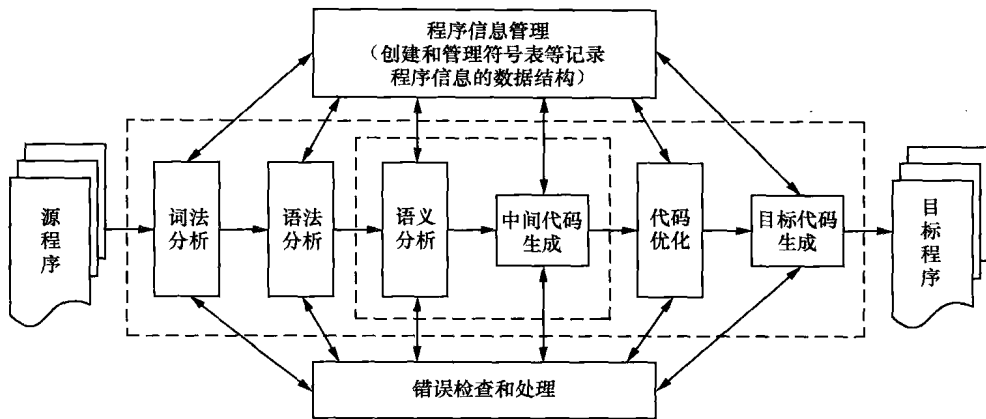 程序信息管理
（创建和管理符号表等记录
程序信息的数据结构）
源程序
词法
分析
语法
分析
语义
分析
中间代码
生成
代码
优化
目标代码
生成
目标程序
错误检查和处理